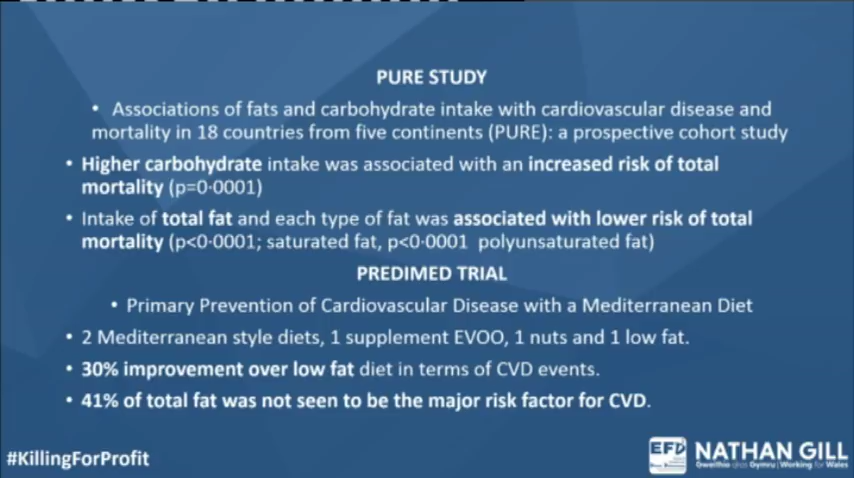 PURE STUDY
• Associations of fats and carbohydrate intake with cardiovascular disease and
mortality in 18 countries from five continents (PURE): a prospective cohort study
• Higher carbohydrate intake was associated with an increased risk of total
mortality (p=0·0001)
• Intake of total fat and each type of fat was associated with lower risk of total
mortality (p<0·0001; saturated fat, p<0·0001 polyunsaturated fat)
PREDIMED TRIAL
• Primary Prevention of Cardiovascular Disease with a Mediterranean Diet
• 2 Mediterranean style diets, 1 supplement EVOO, 1 nuts and 1 low fat.
• 30% improvement over low fat diet in terms of CVD events.
• 41% of total fat was not seen to be the major risk factor for CVD.
#KillingForProfit
EFD
NATHAN GILL
Gweithio dros Gymru | Working for Wales